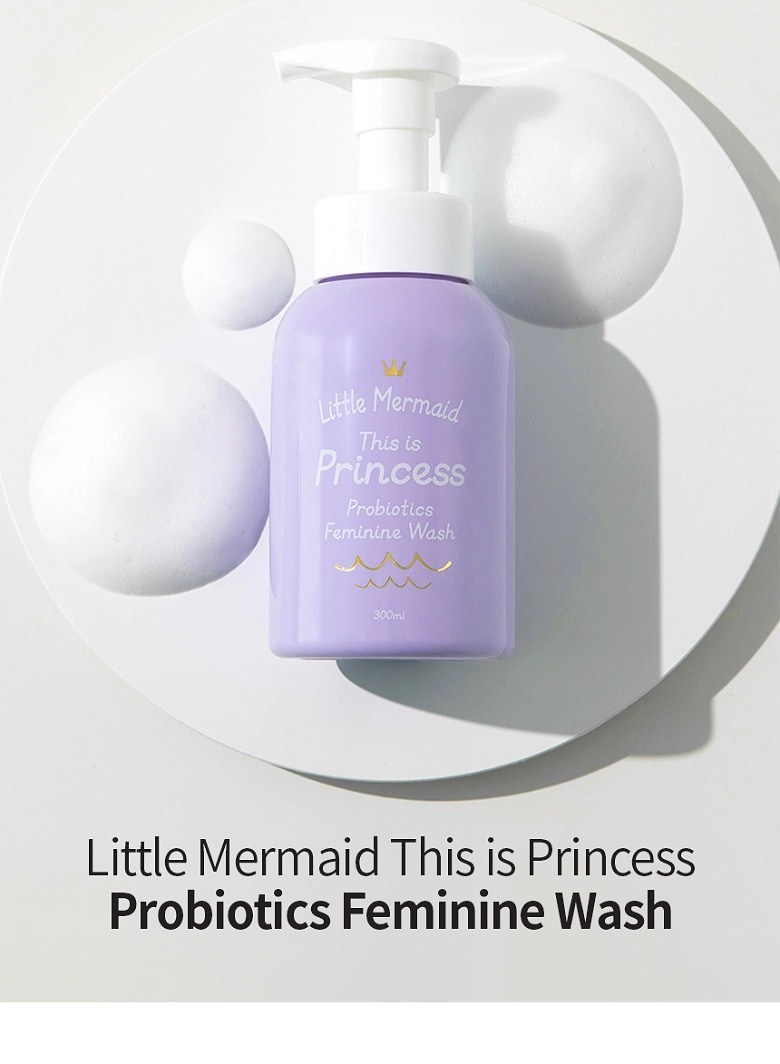 Little Mermaid
This is
Princess
Probiotics
Feminine Wash
300ml
Little Mermaid This is Princess
Probiotics Feminine Wash